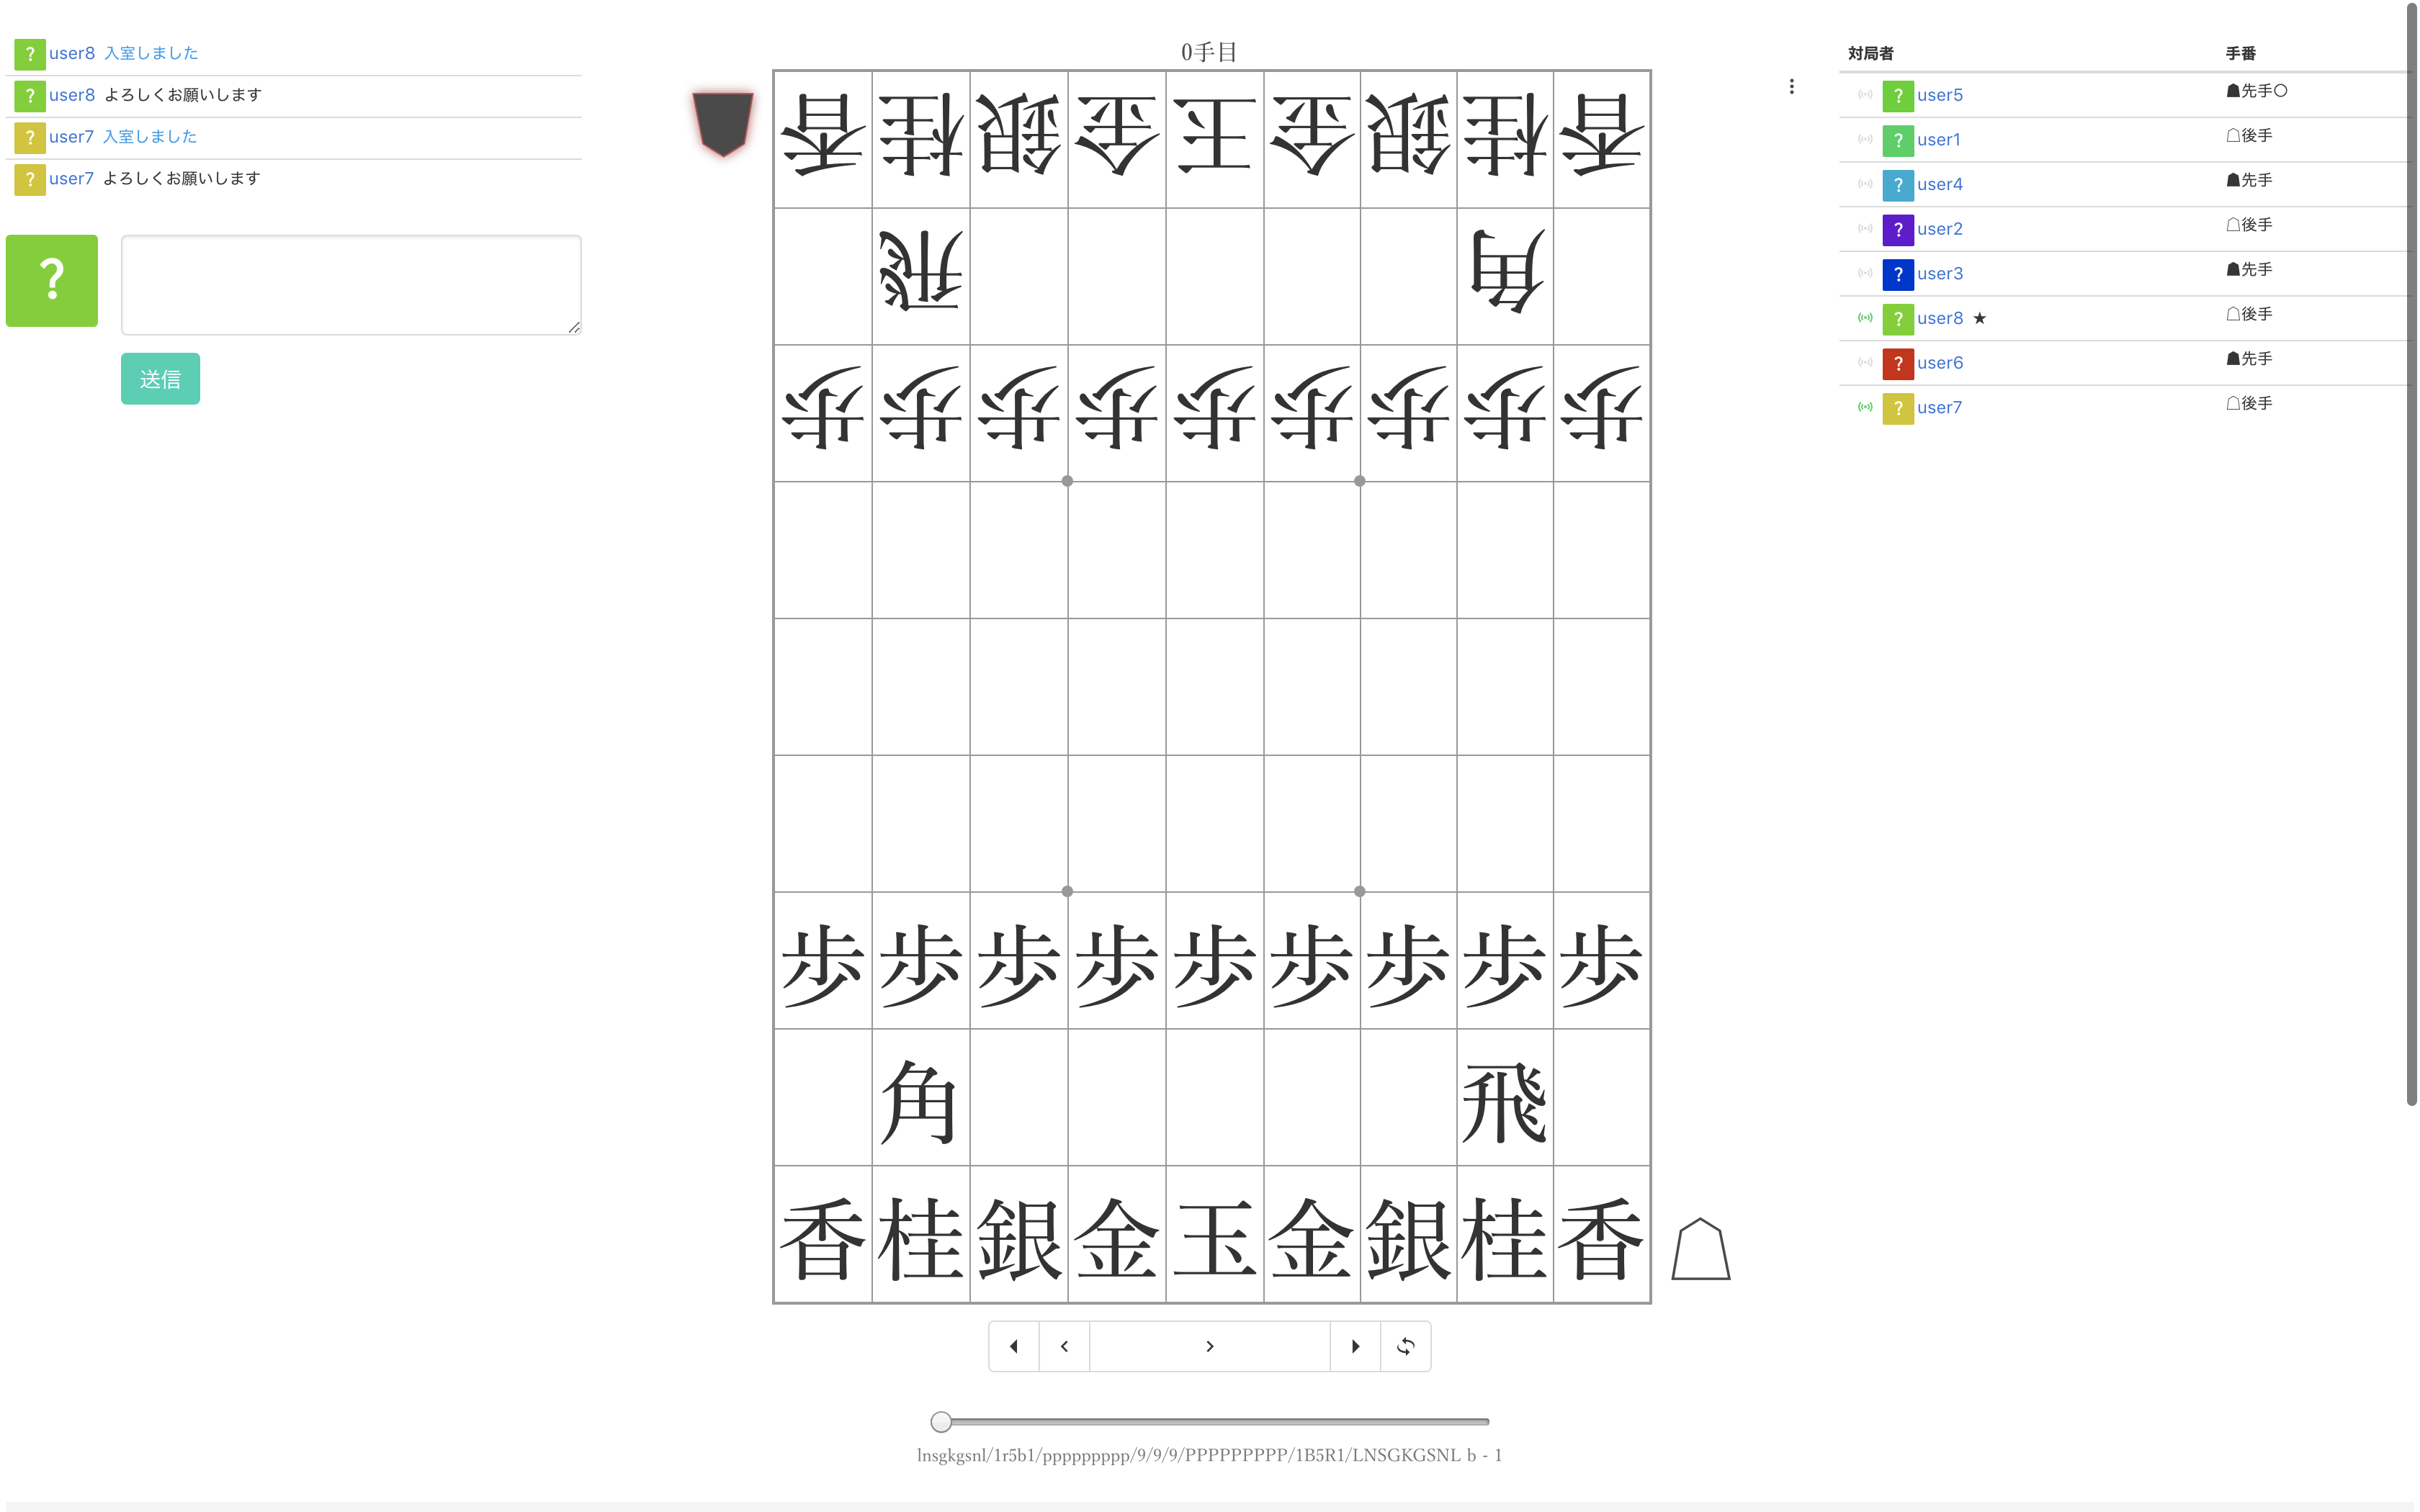 ? user8 入室しました
? user8 よろしくお願いします
? user7 入室しました
? user7 よろしくお願いします
?
送信
0手目
香桂銀金玉金銀桂香
飛角
歩歩歩歩歩歩歩歩歩
歩歩歩歩歩歩歩歩歩
角飛
香桂銀金玉金銀桂香
lnsgkgsnl/1r5b1/ppppppppp/9/9/9/PPPPPPPPP/1B5R1/LNSGKGSNL b - 1
対局者 手番
? user5 ☗先手○
? user1 ☖後手
? user4 ☗先手
? user2 ☖後手
? user3 ☗先手
? user8 ★ ☖後手
? user6 ☗先手
? user7 ☖後手